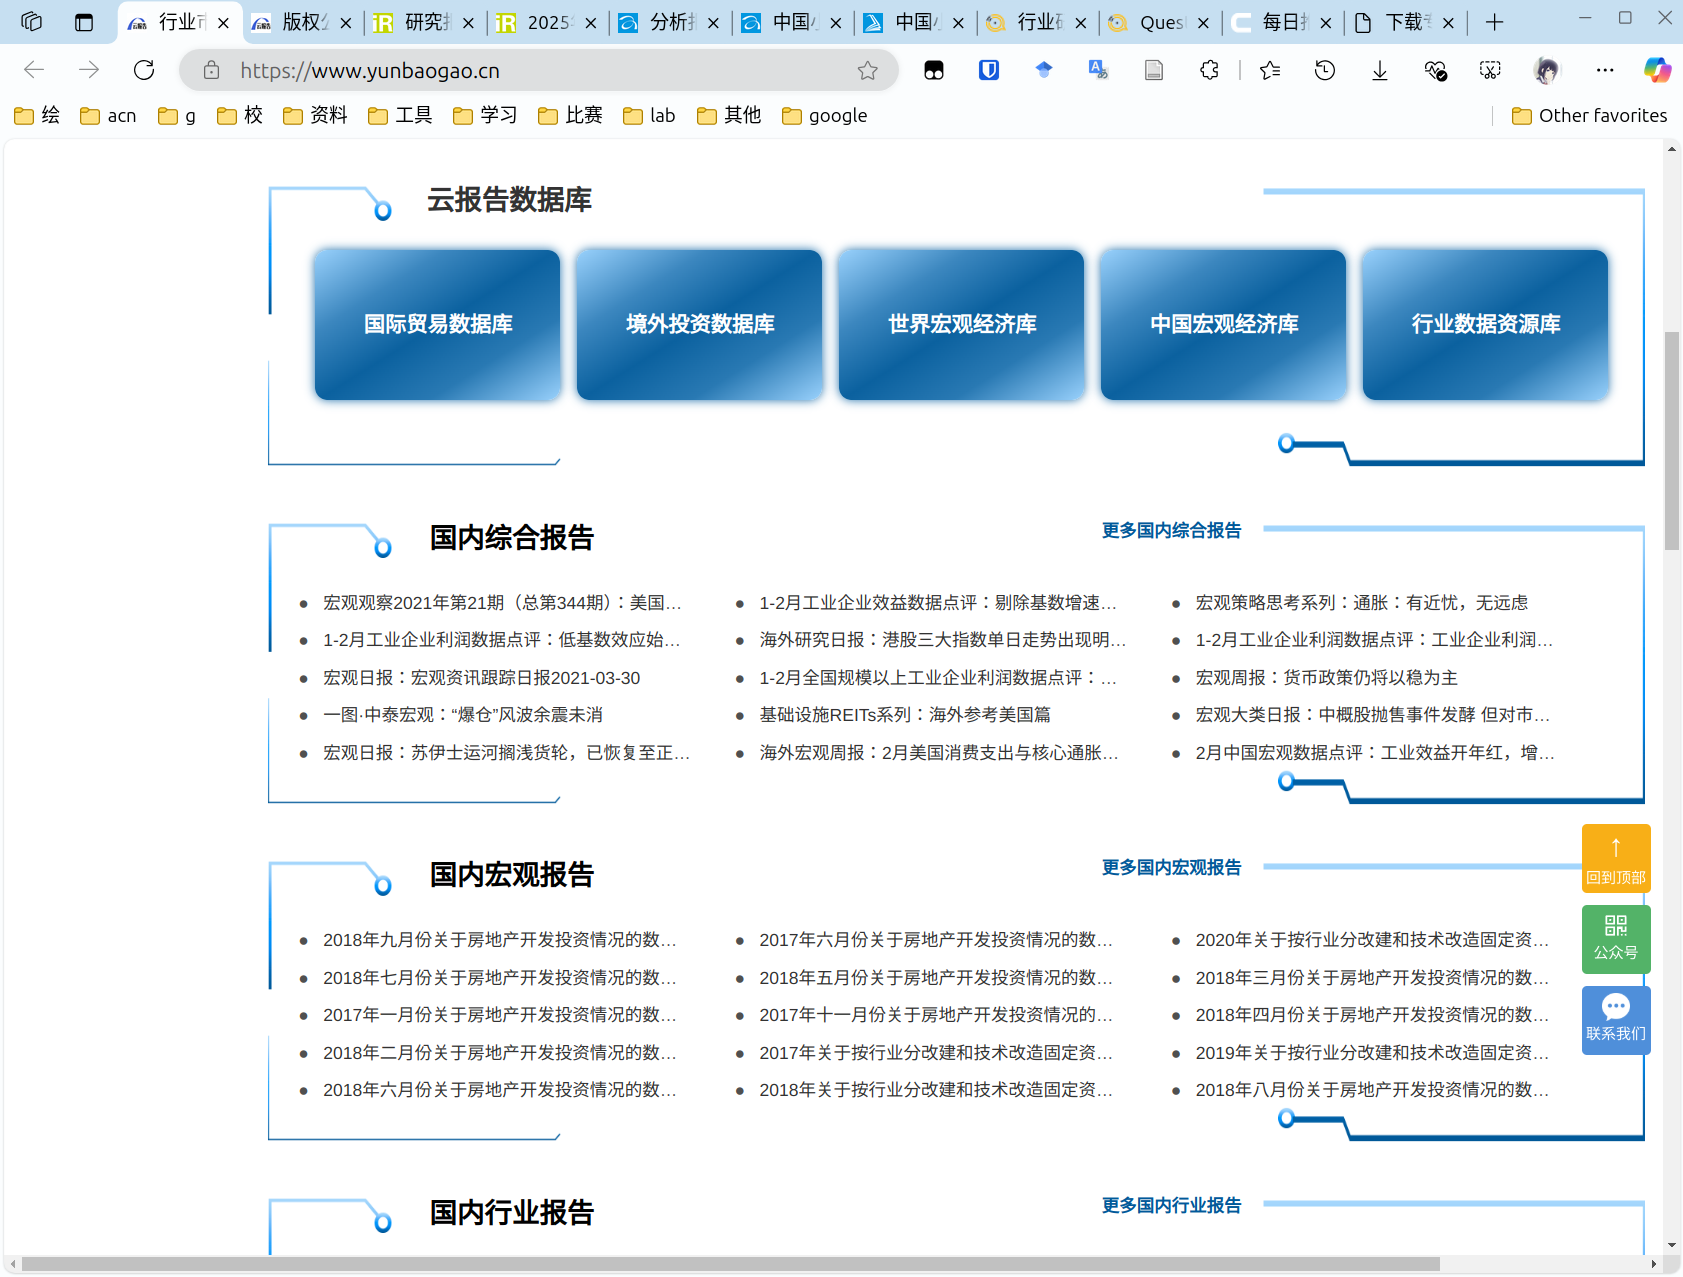 行业市
版权公
研究报
2025
分析报
中国小
中国小
行业研
Ques
每日推
下载专
https://www.yunbaogao.cn
绘
acn
g
校
资料
工具
学习
比赛
lab
其他
google
Other favorites
云报告数据库
国际贸易数据库
境外投资数据库
世界宏观经济库
中国宏观经济库
行业数据资源库
国内综合报告
更多国内综合报告
宏观观察2021年第21期（总第344期）：美国…
1-2月工业企业效益数据点评：剔除基数增速…
宏观策略思考系列：通胀：有近忧，无远虑
1-2月工业企业利润数据点评：低基数效应始…
海外研究日报：港股三大指数单日走势出现明…
1-2月工业企业利润数据点评：工业企业利润…
宏观日报：宏观资讯跟踪日报2021-03-30
1-2月全国规模以上工业企业利润数据点评：…
宏观周报：货币政策仍将以稳为主
一图·中泰宏观：“爆仓”风波余震未消
基础设施REITs系列：海外参考美国篇
宏观大类日报：中概股抛售事件发酵 但对市…
宏观日报：苏伊士运河搁浅货轮，已恢复至正…
海外宏观周报：2月美国消费支出与核心通胀…
2月中国宏观数据点评：工业效益开年红，增…
国内宏观报告
更多国内宏观报告
2018年九月份关于房地产开发投资情况的数…
2017年六月份关于房地产开发投资情况的数…
2020年关于按行业分改建和技术改造固定资…
2018年七月份关于房地产开发投资情况的数…
2018年五月份关于房地产开发投资情况的数…
2018年三月份关于房地产开发投资情况的数…
2017年一月份关于房地产开发投资情况的数…
2017年十一月份关于房地产开发投资情况的…
2018年四月份关于房地产开发投资情况的数…
2018年二月份关于房地产开发投资情况的数…
2017年关于按行业分改建和技术改造固定资…
2019年关于按行业分改建和技术改造固定资…
2018年六月份关于房地产开发投资情况的数…
2018年关于按行业分改建和技术改造固定资…
2018年八月份关于房地产开发投资情况的数…
回到顶部
公众号
联系我们
国内行业报告
更多国内行业报告